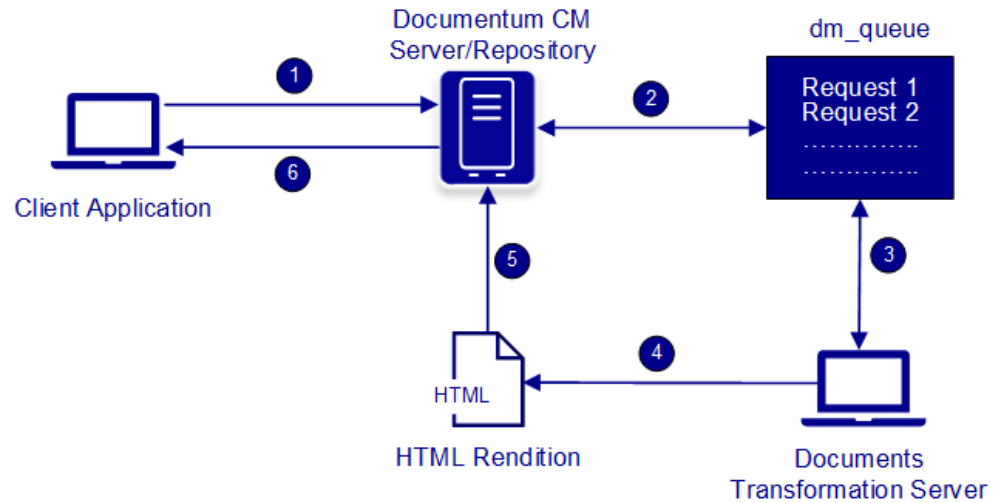 Documentum CM
Server/Repository
dm_queue
1
Request 1
Request 2
..............
..............
2
6
Client Application
5
3
4
HTML
HTML Rendition
Documents
Transformation Server